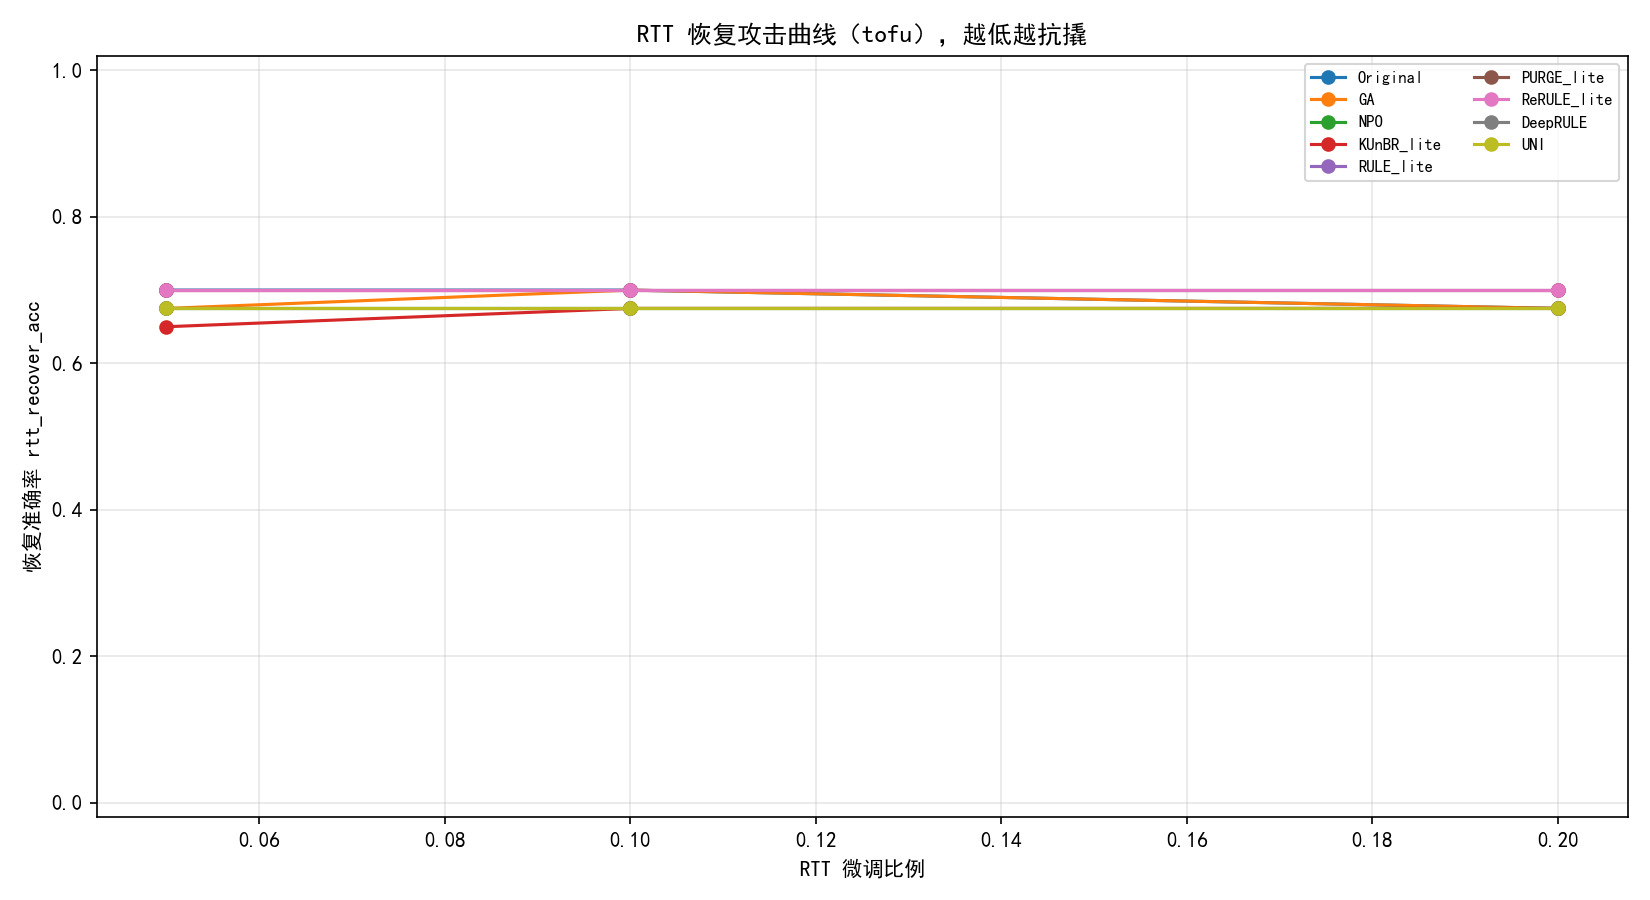 RTT 恢复攻击曲线（tofu），越低越抗撬
1.0
0.8
0.6
0.4
0.2
0.0
恢复准确率 rtt_recover_acc
Original
GA
NPO
KUnBR_lite
RULE_lite
PURGE_lite
ReRULE_lite
DeepRULE
UNI
0.06
0.08
0.10
0.12
0.14
0.16
0.18
0.20
RTT 微调比例